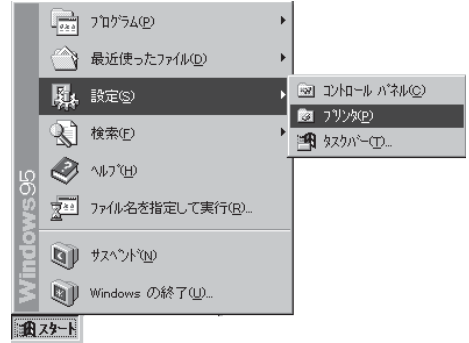 ﾌﾟﾛｸﾞﾗﾑ(P)
最近使ったﾌｧｲﾙ(D)
設定(S)
ｺﾝﾄﾛｰﾙ ﾊﾟﾈﾙ(C)
ﾌﾟﾘﾝﾀ(P)
ﾀｽｸﾊﾞｰ(T)...
検索(F)
ﾍﾙﾌﾟ(H)
ﾌｧｲﾙ名を指定して実行(R)...
ｻｽﾍﾟﾝﾄﾞ(N)
Windows の終了(U)...
Windows95
ｽﾀｰﾄ